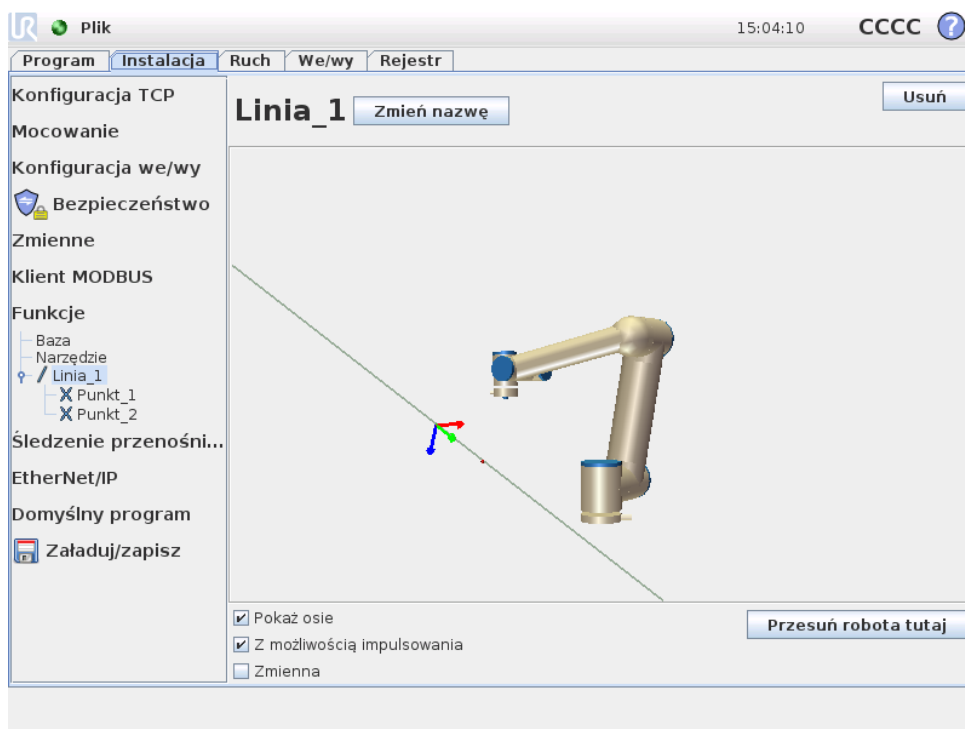 UR Plik 15:04:10 CCCC ?
Program Instalacja Ruch We/wy Rejestr
Konfiguracja TCP
Mocowanie
Konfiguracja we/wy
Bezpieczeństwo
Zmienne
Klient MODBUS
Funkcje
Baza
Narzędzie
Linia_1
Punkt_1
Punkt_2
Śledzenie przenośni...
EtherNet/IP
Domyślny program
Załaduj/zapisz
Linia_1 Zmień nazwę Usuń
Pokaż osie
Z możliwością impulsowania
Zmienna
Przesuń robota tutaj